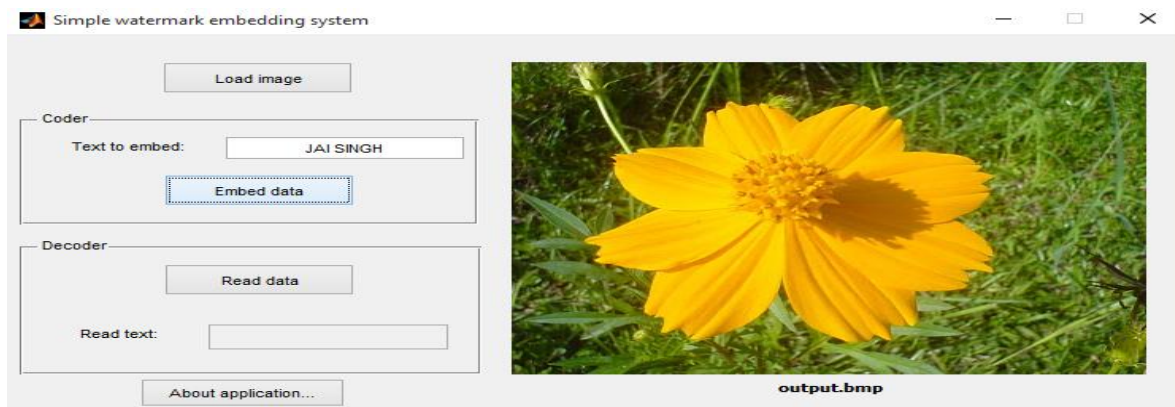 Simple watermark embedding system
Load image
Coder
Text to embed: JAI SINGH
Embed data
Decoder
Read data
Read text:
About application...
output.bmp